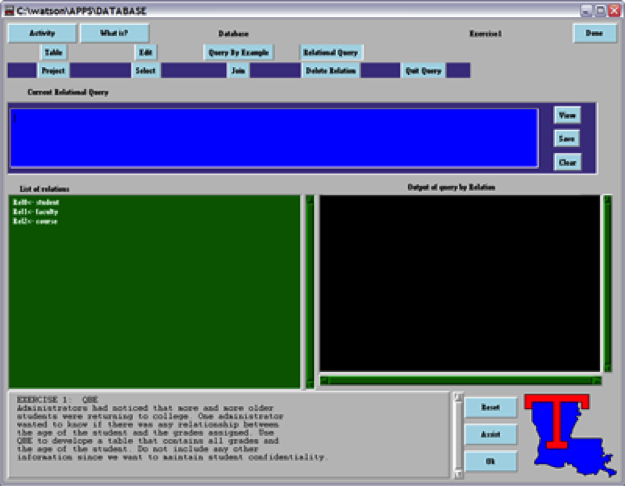 C:\watson\APPS\DATABASE
Activity What is? Database Exercise1 Done
Table Edit Query By Example Relational Query
Project Select Join Delete Relation Quit Query
Current Relational Query
View
Save
Clear
List of relations Output of query by Relation
Rel0<- student
Rel1<- faculty
Rel2<- course
EXERCISE 1: QBE
Administrators had noticed that more and more older
students were returning to college. One administrator
wanted to know if there was any relationship between
the age of the student and the grades assigned. Use
QBE to develop a table that contains all grades and
the age of the student. Do not include any other
information since we want to maintain student confidentiality.
Reset
Assist
Ok
T